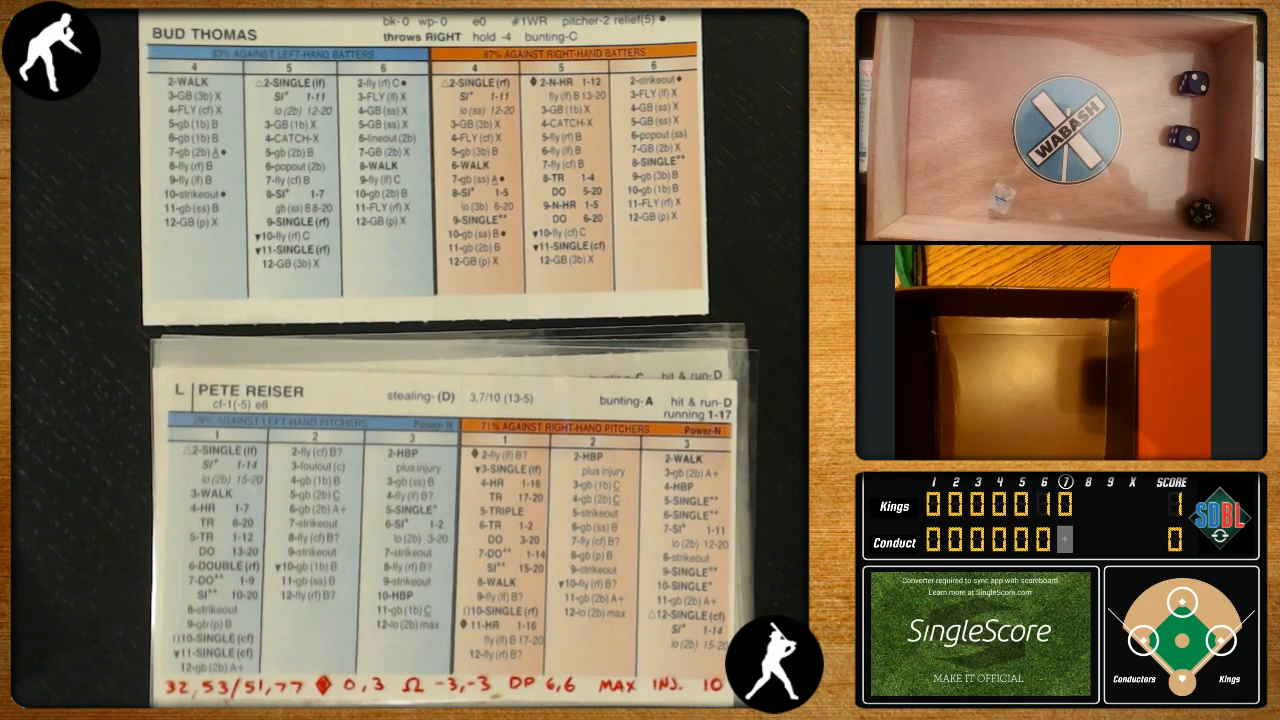 bk-0 wp-0 e0 #1WR pitcher-2 relief(5) ●
BUD THOMAS throws RIGHT hold -4 bunting-C
33% AGAINST LEFT-HAND BATTERS 67% AGAINST RIGHT-HAND BATTERS
4 5 6 4 5 6
2-WALK
3-GB (3b) X
4-FLY (cf) X
5-gb (1b) B
6-gb (1b) B
7-gb (2b) A●
8-fly (rf) B
9-fly (lf) B
10-strikeout●
11-gb (ss) B
12-GB (p) X
△2-SINGLE (lf)
SI* 1-11
lo (2b) 12-20
3-GB (1b) X
4-CATCH-X
5-gb (2b) B
6-popout (2b)
7-fly (cf) B
8-SI* 1-7
gb (ss) B 8-20
9-SINGLE (rf)
▼10-fly (rf) C
▼11-SINGLE (rf)
12-GB (3b) X
2-fly (rf) C●
3-FLY (lf) X
4-GB (ss) X
5-GB (ss) X
6-lineout (2b)
7-GB (2b) X
8-WALK
9-fly (lf) C
10-gb (2b) B
11-FLY (rf) X
12-GB (p) X
△2-SINGLE (rf)
SI* 1-11
lo (ss) 12-20
3-GB (3b) X
4-FLY (cf) X
5-gb (3b) B
6-WALK
7-gb (ss) A●
8-SI* 1-5
lo (3b) 6-20
9-SINGLE**
10-gb (ss) B●
11-gb (2b) B
12-GB (p) X
♦2-N-HR 1-12
fly (lf) B 13-20
3-GB (1b) X
4-CATCH-X
5-fly (rf) B
6-fly (lf) B
7-fly (cf) B
8-TR 1-4
DO 5-20
9-N-HR 1-5
DO 6-20
▼10-fly (cf) C
▼11-SINGLE (cf)
12-GB (3b) X
2-strikeout●
3-FLY (lf) X
4-GB (ss) X
5-GB (ss) X
6-popout (ss)
7-GB (2b) X
8-SINGLE**
9-gb (3b) B
10-gb (1b) B
11-FLY (rf) X
12-GB (p) X
hit & run-D
L PETE REISER stealing- (D) 3,7/10 (13-5) bunting-A hit & run-D
cf-1(-5) e8 running 1-17
29% AGAINST LEFT-HAND PITCHERS Power-N 71% AGAINST RIGHT-HAND PITCHERS Power-N
1 2 3 1 2 3
△2-SINGLE (lf)
SI* 1-14
lo (2b) 15-20
3-WALK
4-HR 1-7
TR 8-20
5-TR 1-12
DO 13-20
6-DOUBLE (rf)
7-DO** 1-9
SI** 10-20
8-strikeout
9-gb (p) B
Ω10-SINGLE (cf)
▼11-SINGLE (cf)
12-gb (2b) A+
2-fly (cf) B?
3-foulout (c)
4-gb (1b) B
5-gb (2b) C
6-gb (2b) A+
7-strikeout
8-fly (cf) B?
9-strikeout
▼10-gb (1b) B
11-gb (ss) B
12-fly (rf) B?
2-HBP
plus injury
3-gb (ss) B
4-fly (lf) B?
5-SINGLE*
6-SI* 1-2
lo (2b) 3-20
7-strikeout
8-fly (rf) B?
9-strikeout
10-HBP
11-gb (1b) C
12-lo (2b) max
♦2-fly (lf) B?
▼3-SINGLE (lf)
4-HR 1-16
TR 17-20
5-TRIPLE
6-TR 1-2
DO 3-20
7-DO** 1-14
SI** 15-20
8-WALK
9-fly (lf) B?
Ω10-SINGLE (rf)
♦11-HR 1-16
fly (lf) B 17-20
12-fly (rf) B?
2-HBP
plus injury
3-gb (1b) C
4-gb (2b) C
5-strikeout
6-gb (ss) B
7-fly (cf) B?
8-gb (p) B
9-strikeout
▼10-fly (rf) B?
11-gb (2b) A+
12-lo (2b) max
2-WALK
3-gb (2b) A+
4-HBP
5-SINGLE**
6-SINGLE**
7-SI* 1-11
lo (2b) 12-20
8-strikeout
9-SINGLE**
10-SINGLE*
11-gb (2b) A+
△12-SINGLE (cf)
SI* 1-14
lo (2b) 15-20
32,53/51,7 ♦ 0,3 Ω -3,-3 DP 6,6 MAX INJ. 10
WABASH
1 2 3 4 5 6 7 8 9 X SCORE
Kings 0 0 0 0 0 1 0 1
Conduct 0 0 0 0 0 0 + 0
SDBL
Converter required to sync app with scoreboard
Learn more at SingleScore.com
SINGLESCORE
MAKE IT OFFICIAL
Conductors Kings